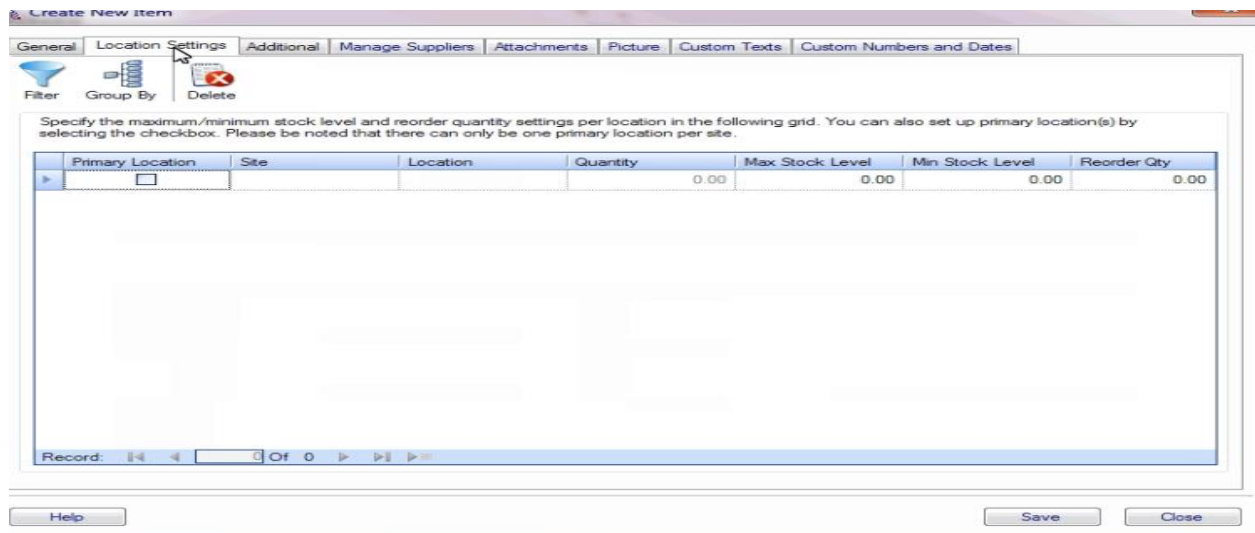 Create New Item
General Location Settings Additional Manage Suppliers Attachments Picture Custom Texts Custom Numbers and Dates
Filter Group By Delete
Specify the maximum/minimum stock level and reorder quantity settings per location in the following grid. You can also set up primary location(s) by
selecting the checkbox. Please be noted that there can only be one primary location per site.
Primary Location Site Location Quantity Max Stock Level Min Stock Level Reorder Qty
0.00 0.00 0.00 0.00
Record: 0 Of 0
Help Save Close